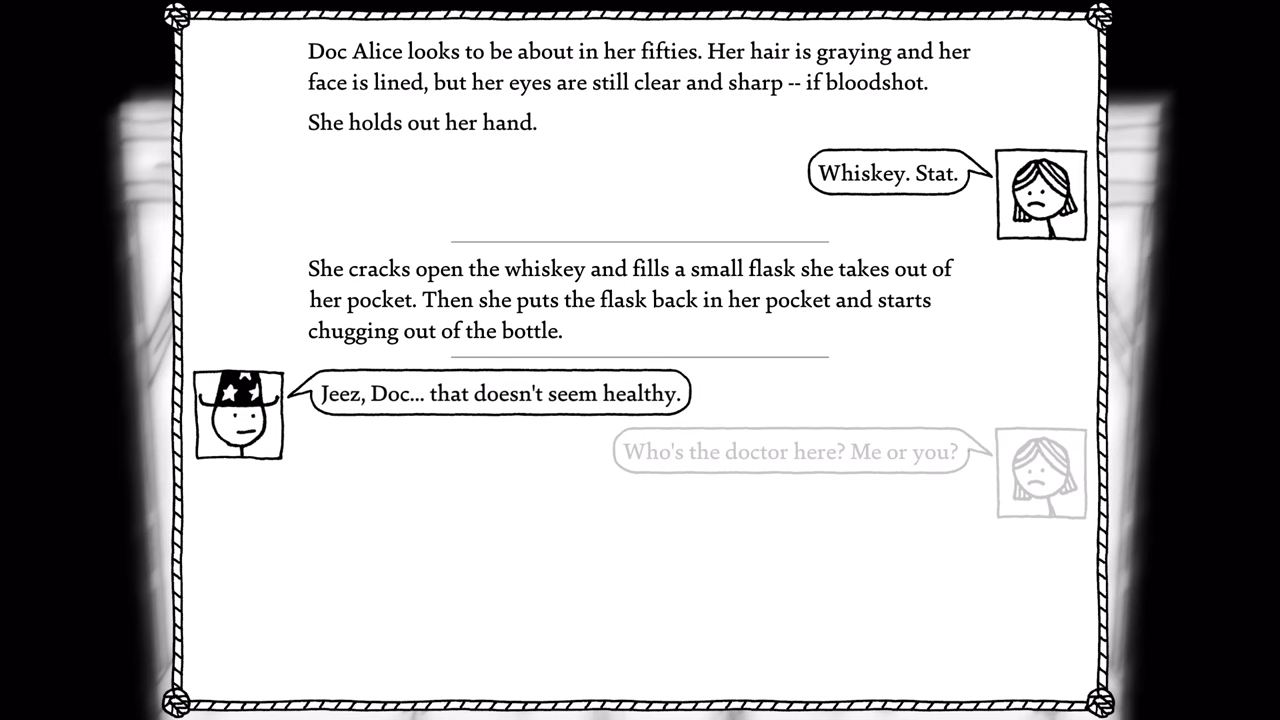 Doc Alice looks to be about in her fifties. Her hair is graying and her
face is lined, but her eyes are still clear and sharp -- if bloodshot.
She holds out her hand.
Whiskey. Stat.
She cracks open the whiskey and fills a small flask she takes out of
her pocket. Then she puts the flask back in her pocket and starts
chugging out of the bottle.
Jeez, Doc... that doesn't seem healthy.
Who's the doctor here? Me or you?